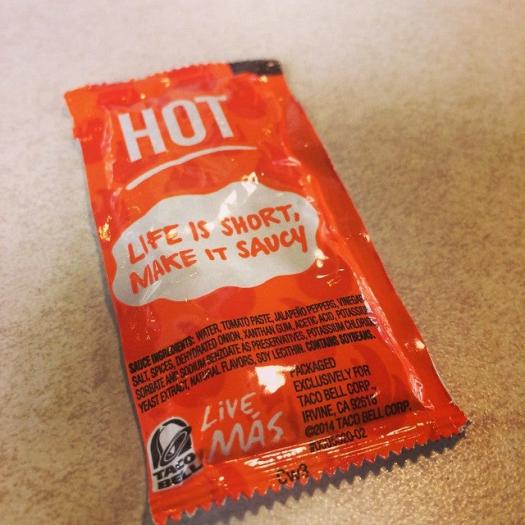 HOT
LIFE IS SHORT,
MAKE IT SAUCY
SAUCE INGREDIENTS: WATER, TOMATO PASTE, JALAPEÑO PEPPERS, VINEGAR,
SALT, SPICES, DEHYDRATED ONION, XANTHAN GUM, ACETIC ACID, POTASSIUM
SORBATE AND SODIUM BENZOATE AS PRESERVATIVES, POTASSIUM CHLORIDE,
YEAST EXTRACT, NATURAL FLAVORS, SOY LECITHIN. CONTAINS SOYBEANS.
PACKAGED
EXCLUSIVELY FOR
TACO BELL CORP.
IRVINE, CA 92618
©2014 TACO BELL CORP.
LIVE
MÁS
TACO
BELL